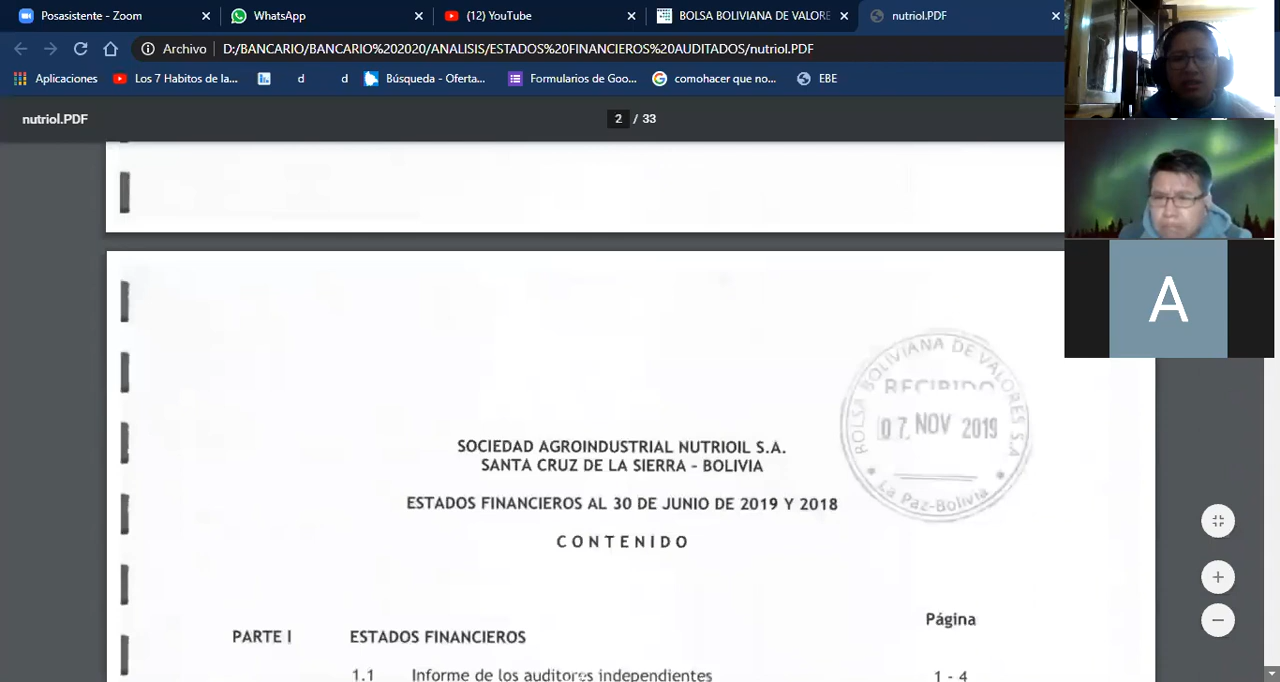 Posasistente - Zoom
WhatsApp
(12) YouTube
BOLSA BOLIVIANA DE VALORE
nutriol.PDF
Archivo
D:/BANCARIO/BANCARIO%202020/ANALISIS/ESTADOS%20FINANCIEROS%20AUDITADOS/nutriol.PDF
Aplicaciones
Los 7 Habitos de la...
d
d
Búsqueda - Oferta...
Formularios de Goo...
comohacer que no...
EBE
nutriol.PDF
2 / 33
A
BOLSA BOLIVIANA DE VALORES S.A.
RECIBIDO
07 NOV 2019
La Paz-Bolivia
SOCIEDAD AGROINDUSTRIAL NUTRIOIL S.A.
SANTA CRUZ DE LA SIERRA - BOLIVIA
ESTADOS FINANCIEROS AL 30 DE JUNIO DE 2019 Y 2018
CONTENIDO
Página
PARTE I ESTADOS FINANCIEROS
1.1 Informe de los auditores independientes 1 - 4